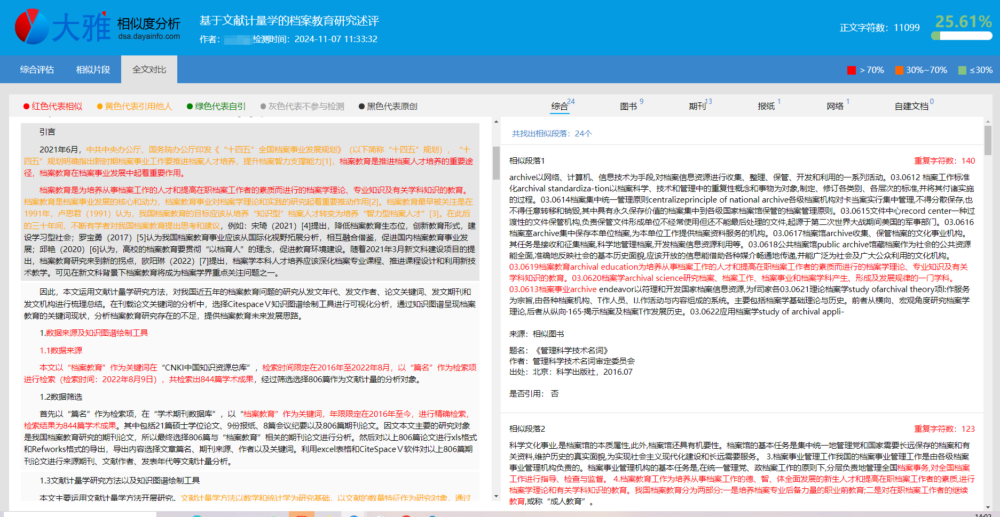 大雅 相似度分析
dsa.dayainfo.com
基于文献计量学的档案教育研究述评
作者： 检测时间：2024-11-07 11:33:32
正文字符数：11099
25.61%
综合评估 相似片段 全文对比
> 70% 30%~70% ≤30%
红色代表相似 黄色代表引用他人 绿色代表自引 灰色代表不参与检测 黑色代表原创
引言
2021年6月，中共中央办公厅、国务院办公厅印发《“十四五”全国档案事业发展规划》（以下简称“十四五”规划），“十
四五”规划明确指出新时期档案事业工作要推进档案人才培养，提升档案智力支撑能力[1]，档案教育是推进档案人才培养的重要途
径，档案教育在档案事业发展中起着重要作用。
档案教育是为培养从事档案工作的人才和提高在职档案工作者的素质而进行的档案学理论、专业知识及有关学科知识的教育。
档案教育是档案事业发展的核心和动力，档案教育事业对档案学理论和实践的研究起着重要推动作用[2]。档案教育最早被关注是在
1991年，卢思君（1991）认为，我国档案教育的目标应该从培养“知识型”档案人才转变为培养“智力型档案人才”[3]。在此后
的三十年间，不断有学者对我国档案教育提出思考和建议，例如：宋琦（2021）[4]提出，降低档案教育生态位，创新教育形式，建
设学习型社会；罗宝勇（2017）[5]认为我国档案教育事业应该从国际化视野拓展分析，相互融合借鉴，促进国内档案教育事业发
展；邱艳（2020）[6]认为，高校的档案教育要贯彻“以档育人”的理念，促进教育环境建设。随着2021年3月新文科建设项目的提
出，档案教育研究来到新的拐点，欧阳琳（2022）[7]提出，档案学本科人才培养应该深化档案专业课程、推进课程设计和利用新技
术教学。可见在新文科背景下档案教育将成为档案学界重点关注问题之一。
因此，本文运用文献计量学研究方法，对我国近五年的档案教育问题的研究从发文年代、发文作者、论文关键词、发文期刊和
发文机构进行梳理总结。在刊载论文关键词的分析中，选择CitespaceⅤ知识图谱绘制工具进行可视化分析，通过知识图谱呈现档案
教育的关键词现状，分析档案教育研究存在的不足，提供档案教育未来发展思路。
1.数据来源及知识图谱绘制工具
1.1数据来源
本文以“档案教育”作为关键词在“CNKI中国知识资源总库”，检索时间限定在2016年至2022年8月，以“篇名”作为检索项
进行检索（检索时间：2022年8月9日），共检索出844篇学术成果，经过筛选选择806篇作为文献计量的分析对象。
1.2数据筛选
首先以“篇名”作为检索项，在“学术期刊数据库”，以“档案教育”作为关键词，年限限定在2016年至今，进行精确检索，
检索结果为844篇学术成果。其中包括21篇硕士学位论文、9份报纸、8篇会议纪要以及806篇期刊论文。因文本文主要的研究对象
是我国档案教育研究的期刊论文，所以最终选择806篇与“档案教育”相关的期刊论文进行分析。然后对以上806篇论文进行xls格式
和Refworks格式的导出，导出内容选择文章篇名、期刊来源、作者以及关键词。利用excel表格和CiteSpaceⅤ软件对以上806篇期
刊论文进行来源期刊、文献作者、发表年代等文献计量分析。
1.3文献计量学研究方法以及知识图谱绘制工具
本文主要运用文献计量学方法开展研究。文献计量学方法以数学和统计学为研究基础，以文献的数量特征作为研究对象，通过
综合24 图书9 期刊13 报纸1 网络1 自建文档0
共找出相似段落：24个
相似段落1 重复字符数：140
archive以网络、计算机、信息技术为手段,对档案信息资源进行收集、整理、保管、开发和利用的一系列活动。03.0612 档案工作标准
化archival standardiza-tion以档案科学、技术和管理中的重复性概念和事物为对象,制定、修订各类别、各层次的标准,并将其付诸实施
的过程。03.0614档案集中统一管理原则centralizeprinciple of national archive各级档案机构对卡当案实行集中管理,不得分散保存,也
不得任意转移和销毁,其中具有永久保存价值的档案集中到各级国家档案馆保管的档案管理原则。03.0615文件中心record center一种过
渡性的文件保管机构,负责保管文件形成单位不经常使用但还不能最后处理的文件,起源于第二次世界大战期间美国的军事部门。03.0616
档案室archive集中保存本单位档案,为本单位工作提供档案资料服务的机构。03.0617档案馆archive收集、保管档案的文化事业机构。
其任务是接收和征集档案,科学地管理档案,开发档案信息资源利用等。03.0618公共档案馆public archive馆藏档案作为社会的公共资源
能全面,准确地反映社会的基本历史面貌,应该开放的信息能借助各种媒介畅通地传递,并能广泛为社会及广大公众利用的文化机构。
03.0619档案教育archival education为培养从事档案工作的人才和提高在职档案工作者的素质而进行的档案学理论、专业知识及有关
学科知识的教育。03.0620档案学archival science研究档案、档案工作、档案事业和档案学科产生、形成及发展规律的一门学科。
03.0613档案事业archive endeavor以符理和开发国家档案信息资源,为f司家各03.0621理论档案学study ofarchival theory项l:作服务
为宗旨,由各种档案机构、T作人员、IJ.作活动与内容组成的系统。主要包括档案学基础理论与历史。前者从横向、宏观角度研究档案学
理论,后者从纵向·165·揭示档案及档案T作发展历史。03.0622应用档案学study of archival appli-
来源：相似图书
题名：《管理科学技术名词》
作者：管理科学技术名词审定委员会
出处：北京：科学出版社，2016.07
是否引用： 否
相似段落2 重复字符数：123
科学文化事业,是档案馆的本质属性,此外,档案馆还具有机要性。档案馆的基本任务是集中统一地管理党和国家需要长远保存的档案和有
关资料,维护历史的真实面貌,为实现社会主义现代化建设和长远需要服务。 3.档案事业管理工作我国的档案事业管理工作是由各级档案
事业管理机构负责的。档案事业管理机构的基本任务是,在统一管理党、政档案工作的原则下,分层负责地管理全国档案事务,对全国档案
工作进行指导、检查与监督。 4.档案教育工作为培养从事档案工作的德、智、体全面发展的新生人才和提高在职档案工作者的素质,进行
档案学理论和有关学科知识的教育。我国档案教育分为两部分:一是培养档案专业后备力量的职业前教育;二是对在职档案工作者的继续
教育,或称“成人教育”。